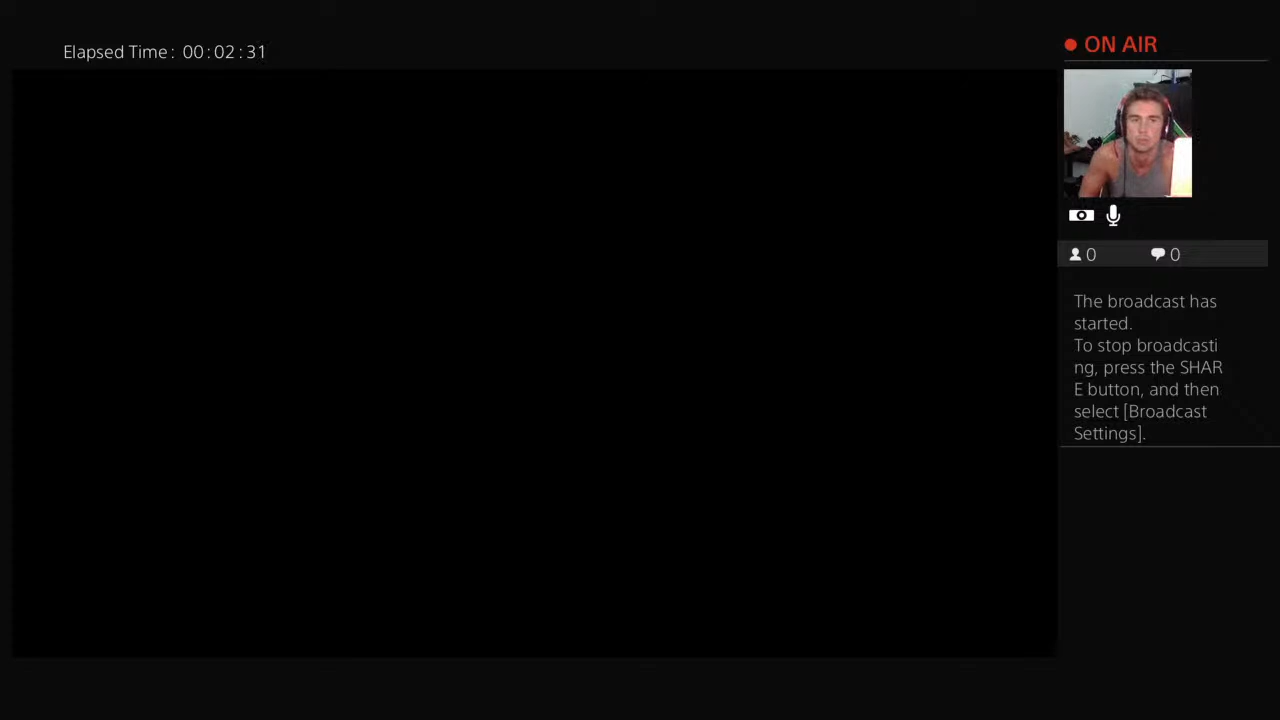 Elapsed Time: 00:02:31
ON AIR
0 0
The broadcast has
started.
To stop broadcasti
ng, press the SHAR
E button, and then
select [Broadcast
Settings].